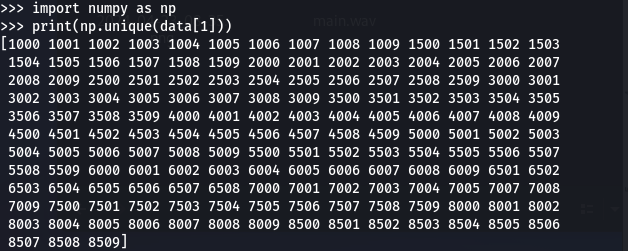 >>> import numpy as np
>>> print(np.unique(data[1]))
[1000 1001 1002 1003 1004 1005 1006 1007 1008 1009 1500 1501 1502 1503
1504 1505 1506 1507 1508 1509 2000 2001 2002 2003 2004 2005 2006 2007
2008 2009 2500 2501 2502 2503 2504 2505 2506 2507 2508 2509 3000 3001
3002 3003 3004 3005 3006 3007 3008 3009 3500 3501 3502 3503 3504 3505
3506 3507 3508 3509 4000 4001 4002 4003 4004 4005 4006 4007 4008 4009
4500 4501 4502 4503 4504 4505 4506 4507 4508 4509 5000 5001 5002 5003
5004 5005 5006 5007 5008 5009 5500 5501 5502 5503 5504 5505 5506 5507
5508 5509 6000 6001 6002 6003 6004 6005 6006 6007 6008 6009 6501 6502
6503 6504 6505 6506 6507 6508 7000 7001 7002 7003 7004 7005 7007 7008
7009 7500 7501 7502 7503 7504 7505 7506 7507 7508 7509 8000 8001 8002
8003 8004 8005 8006 8007 8008 8009 8500 8501 8502 8503 8504 8505 8506
8507 8508 8509]
main.wav